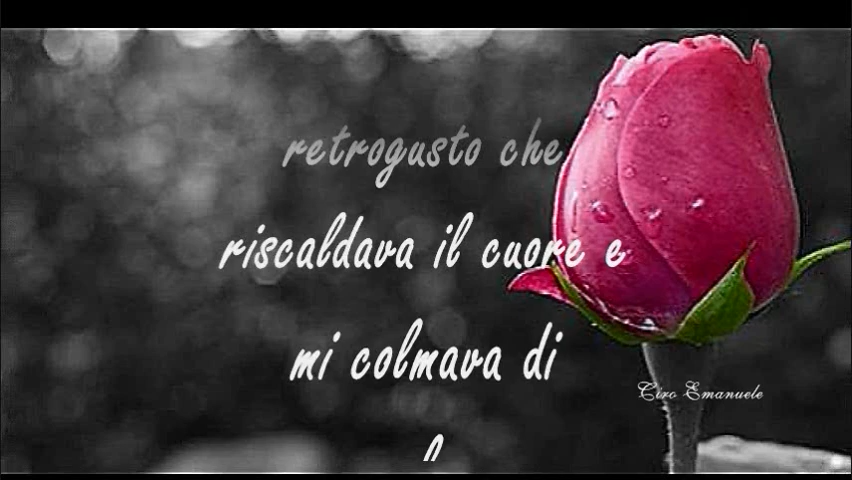 retrogusto che
riscaldava il cuore e
mi colmava di
Ciro Emanuele